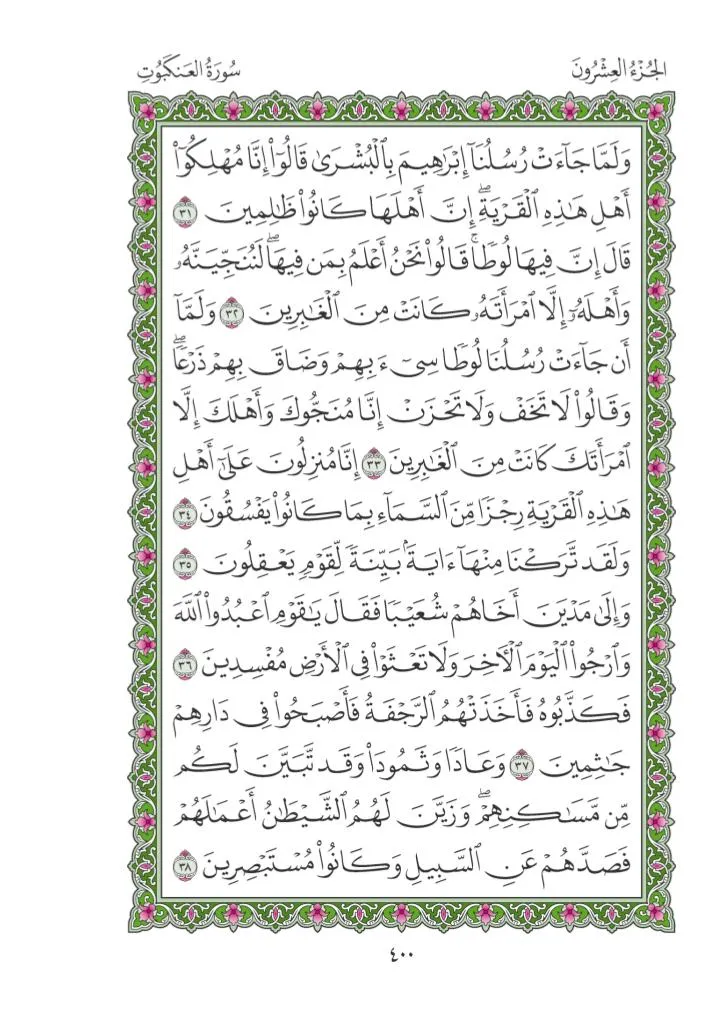 الجُزْءُ العِشْرُونَ
سُورَةُ العَنكَبُوتِ
وَلَمَّا جَآءَتْ رُسُلُنَآ إِبْرَٰهِيمَ بِٱلْبُشْرَىٰ قَالُوٓا۟ إِنَّا مُهْلِكُوٓا۟
أَهْلِ هَٰذِهِ ٱلْقَرْيَةِ ۖ إِنَّ أَهْلَهَا كَانُوا۟ ظَٰلِمِينَ ٣١
قَالَ إِنَّ فِيهَا لُوطًا ۚ قَالُوا۟ نَحْنُ أَعْلَمُ بِمَن فِيهَا ۖ لَنُنَجِّيَنَّهُۥ
وَأَهْلَهُۥٓ إِلَّا ٱمْرَأَتَهُۥ كَانَتْ مِنَ ٱلْغَٰبِرِينَ ٣٢ وَلَمَّآ
أَن جَآءَتْ رُسُلُنَا لُوطًا سِىٓءَ بِهِمْ وَضَاقَ بِهِمْ ذَرْعًا ۖ
وَقَالُوا۟ لَا تَخَفْ وَلَا تَحْزَنْ إِنَّا مُنَجُّوكَ وَأَهْلَكَ إِلَّا
ٱمْرَأَتَكَ كَانَتْ مِنَ ٱلْغَٰبِرِينَ ٣٣ إِنَّا مُنزِلُونَ عَلَىٰٓ أَهْلِ
هَٰذِهِ ٱلْقَرْيَةِ رِجْزًا مِّنَ ٱلسَّمَآءِ بِمَا كَانُوا۟ يَفْسُقُونَ ٣٤
وَلَقَد تَّرَكْنَا مِنْهَآ ءَايَةًۢ بَيِّنَةً لِّقَوْمٍ يَعْقِلُونَ ٣٥
وَإِلَىٰ مَدْيَنَ أَخَاهُمْ شُعَيْبًا فَقَالَ يَٰقَوْمِ ٱعْبُدُوا۟ ٱللَّهَ
وَٱرْجُوا۟ ٱلْيَوْمَ ٱلْءَاخِرَ وَلَا تَعْثَوْا۟ فِى ٱلْأَرْضِ مُفْسِدِينَ ٣٦
فَكَذَّبُوهُ فَأَخَذَتْهُمُ ٱلرَّجْفَةُ فَأَصْبَحُوا۟ فِى دَارِهِمْ
جَٰثِمِينَ ٣٧ وَعَادًا وَثَمُودَا۟ وَقَد تَّبَيَّنَ لَكُم
مِّن مَّسَٰكِنِهِمْ ۖ وَزَيَّنَ لَهُمُ ٱلشَّيْطَٰنُ أَعْمَٰلَهُمْ
فَصَدَّهُمْ عَنِ ٱلسَّبِيلِ وَكَانُوا۟ مُسْتَبْصِرِينَ ٣٨
٤٠٠